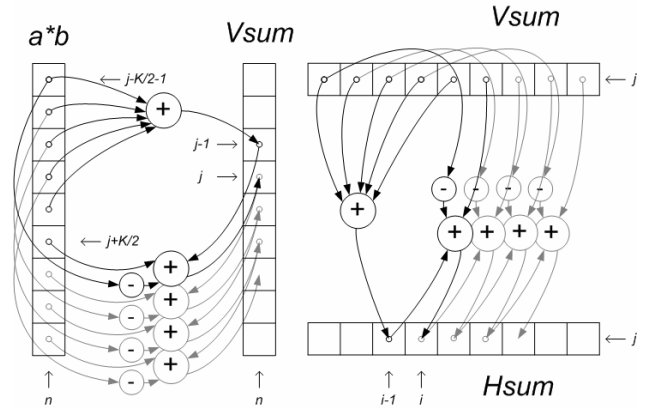 a*b
Vsum
Vsum
j-K/2-1
+
j-1
j
j
j+K/2
+
-
+
-
+
-
+
-
n
n
+
-
-
-
-
+
+
+
+
j
i-1
i
Hsum